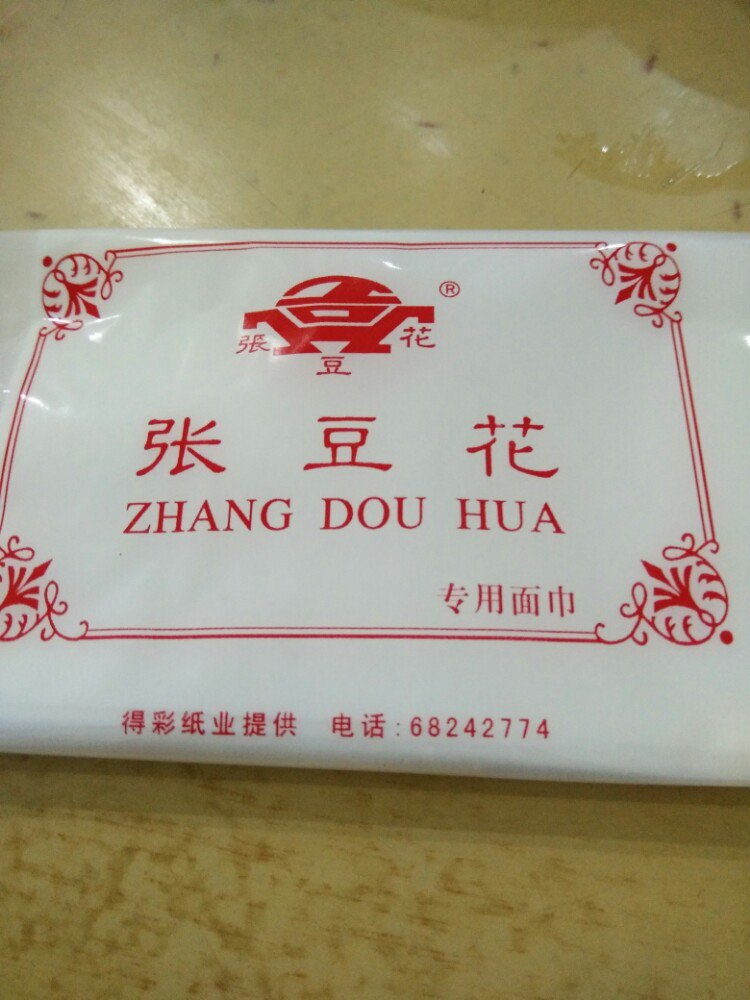 ®
張 豆 花
张 豆 花
ZHANG DOU HUA
专用面巾
得彩纸业提供 电话:68242774